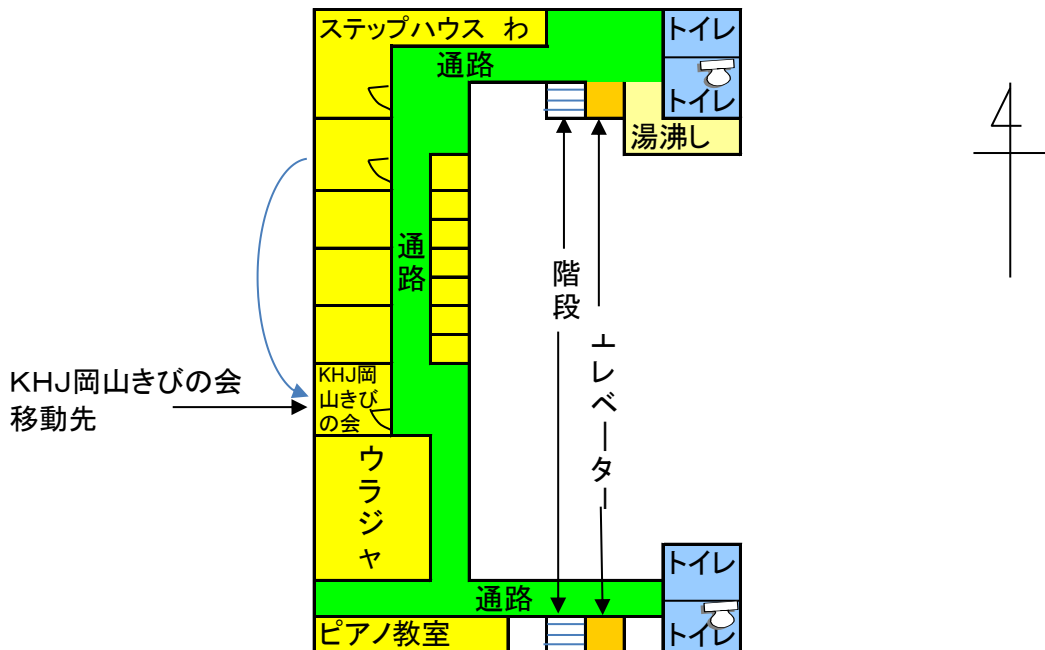 ステップハウス　わ
トイレ
通路
トイレ
湯沸し
通路
階段
エレベーター
KHJ岡山きびの会
移動先
KHJ岡
山きび
の会
ウラジャ
トイレ
通路
トイレ
ピアノ教室